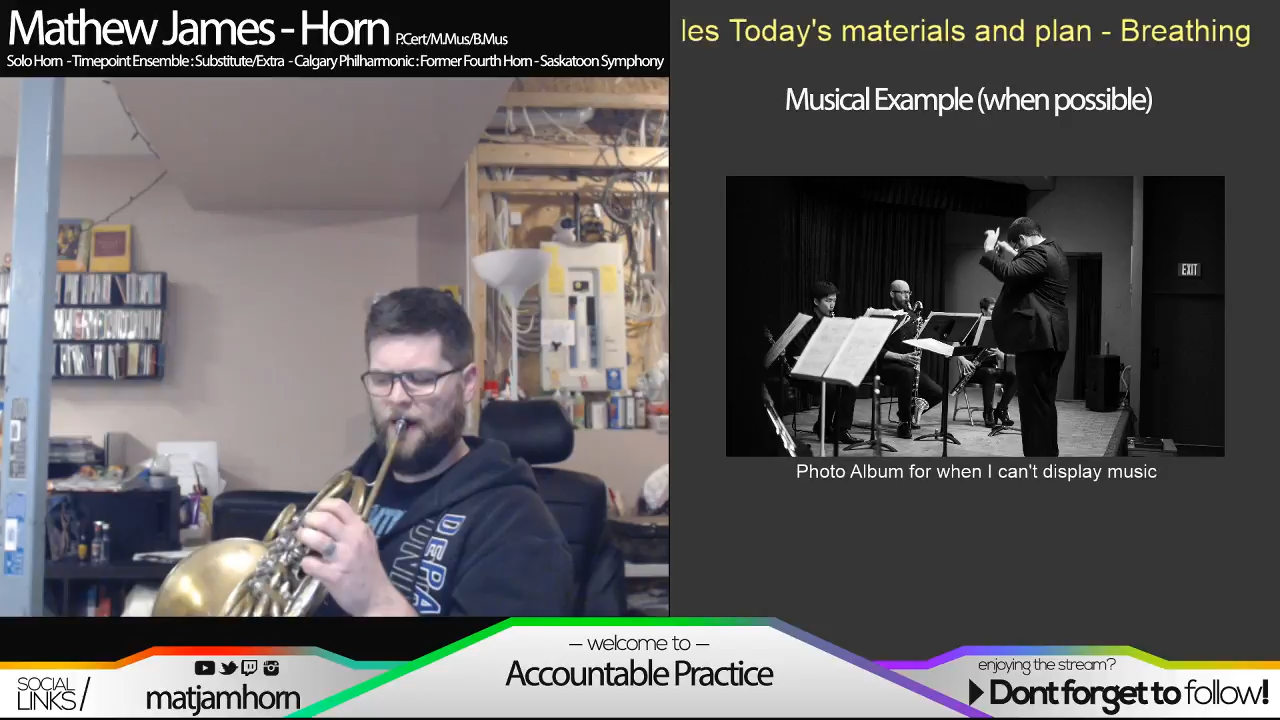 Mathew James - Horn P.Cert/M.Mus/B.Mus
Solo Horn - Timepoint Ensemble : Substitute/Extra - Calgary Philharmonic : Former Fourth Horn - Saskatoon Symphony
les Today's materials and plan - Breathing
Musical Example (when possible)
EXIT
Photo Album for when I can't display music
DEPA
UNI
SOCIAL
LINKS
matjamhorn
– welcome to –
Accountable Practice
enjoying the stream?
Dont forget to follow!